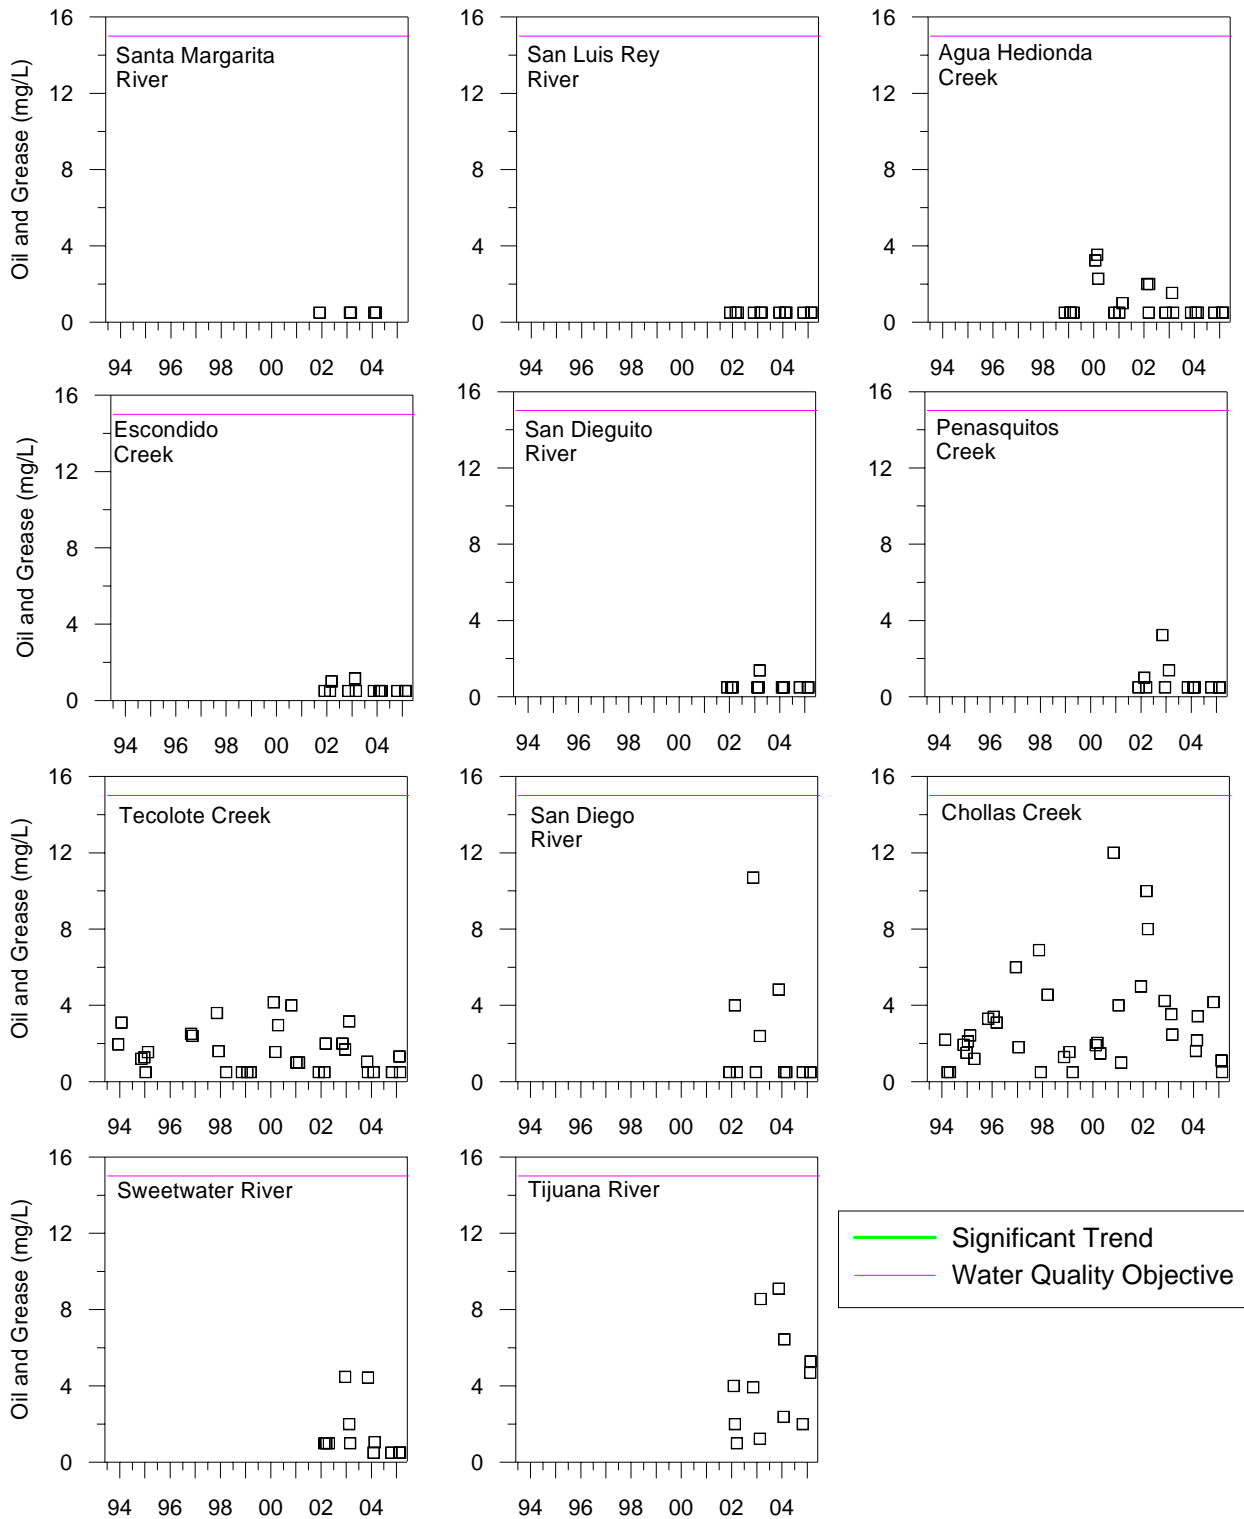 Oil and Grease (mg/L)
16
12
8
4
0
Santa Margarita
River
94 96 98 00 02 04
16
12
8
4
0
San Luis Rey
River
94 96 98 00 02 04
16
12
8
4
0
Agua Hedionda
Creek
94 96 98 00 02 04
Oil and Grease (mg/L)
16
12
8
4
0
Escondido
Creek
94 96 98 00 02 04
16
12
8
4
0
San Dieguito
River
94 96 98 00 02 04
16
12
8
4
0
Penasquitos
Creek
94 96 98 00 02 04
Oil and Grease (mg/L)
16
12
8
4
0
Tecolote Creek
94 96 98 00 02 04
16
12
8
4
0
San Diego
River
94 96 98 00 02 04
16
12
8
4
0
Chollas Creek
94 96 98 00 02 04
Oil and Grease (mg/L)
16
12
8
4
0
Sweetwater River
94 96 98 00 02 04
16
12
8
4
0
Tijuana River
94 96 98 00 02 04
Significant Trend
Water Quality Objective